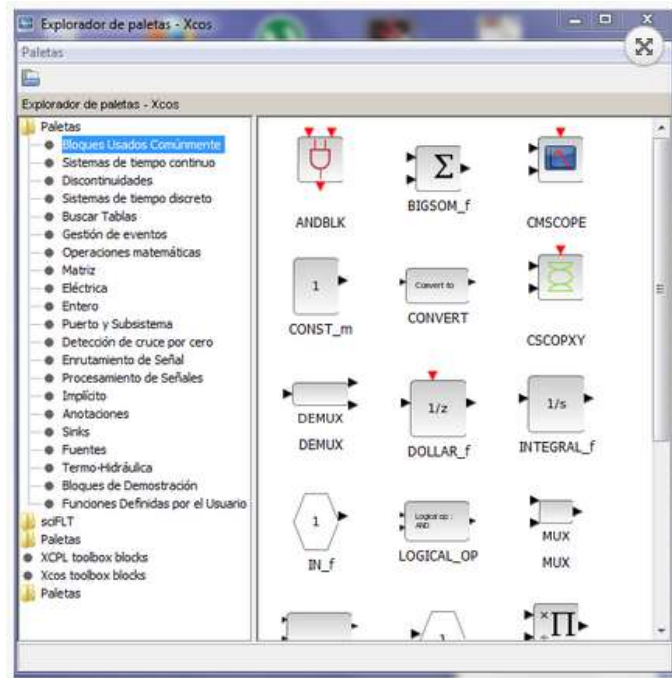 Explorador de paletas - Xcos
Paletas
Explorador de paletas - Xcos
Paletas
Bloques Usados Comúnmente
Sistemas de tiempo continuo
Discontinuidades
Sistemas de tiempo discreto
Buscar Tablas
Gestión de eventos
Operaciones matemáticas
Matriz
Eléctrica
Entero
Puerto y Subsistema
Detección de cruce por cero
Enrutamiento de Señal
Procesamiento de Señales
Implícito
Anotaciones
Sinks
Fuentes
Termo-Hidráulica
Bloques de Demostración
Funciones Definidas por el Usuario
sciFLT
Paletas
XCPL toolbox blocks
Xcos toolbox blocks
Paletas
ANDBLK
Σ
BIGSOM_f
CMSCOPE
1
CONST_m
Convert to
CONVERT
CSCOPXY
DEMUX
DEMUX
1/z
DOLLAR_f
1/s
INTEGRAL_f
1
IN_f
Logical op :
AND
LOGICAL_OP
MUX
MUX
1
×
÷
Π